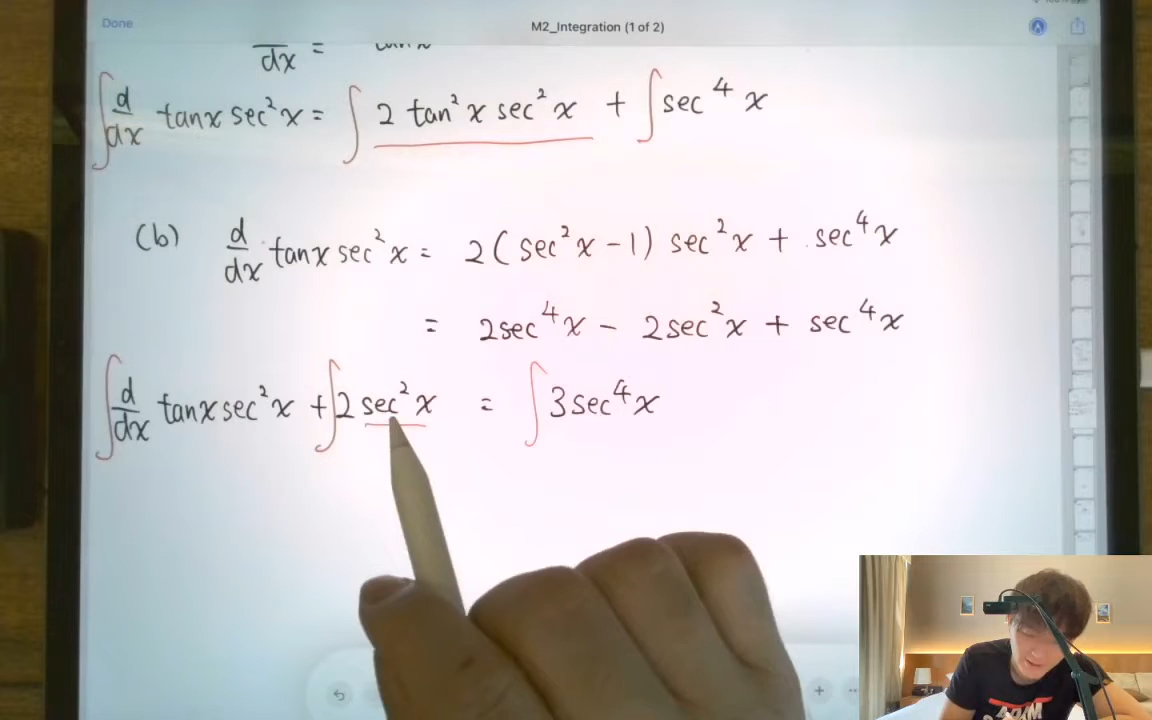 Done M2_Integration (1 of 2)
dx =
∫ d/dx tanx sec²x = ∫ 2 tan²x sec²x + ∫ sec⁴x
(b) d/dx tanx sec²x = 2(sec²x − 1) sec²x + sec⁴x
= 2sec⁴x − 2sec²x + sec⁴x
∫ d/dx tanx sec²x + ∫ 2 sec²x = ∫ 3sec⁴x